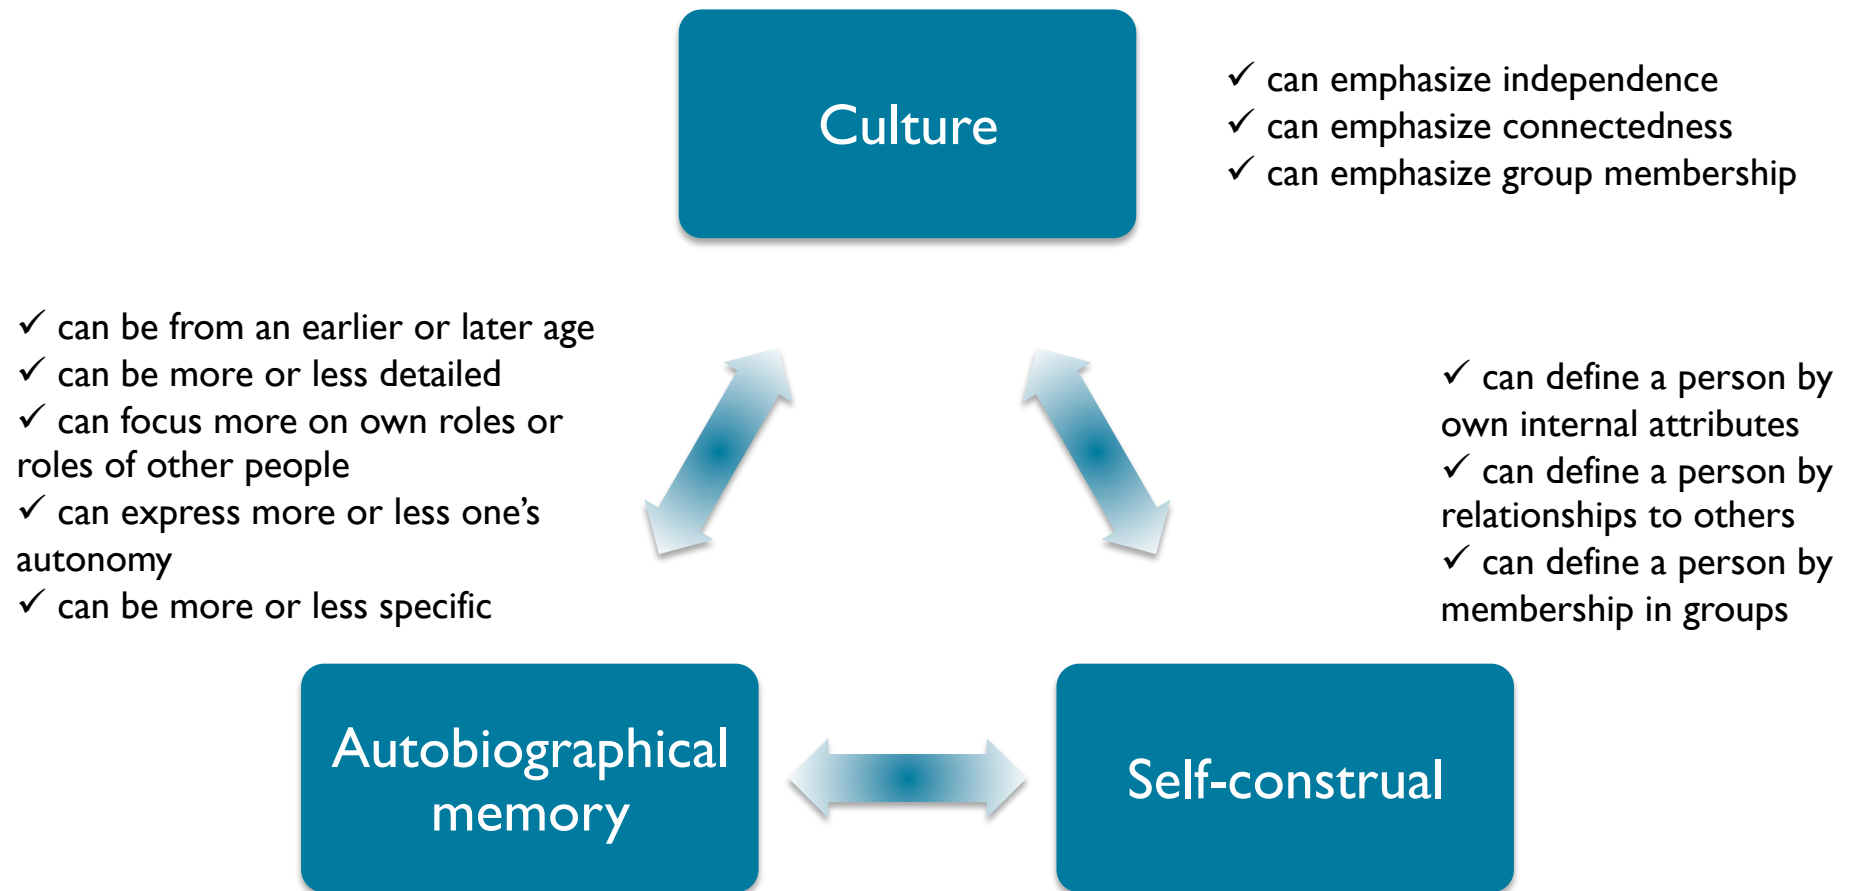 Culture
✓ can emphasize independence
✓ can emphasize connectedness
✓ can emphasize group membership
✓ can be from an earlier or later age
✓ can be more or less detailed
✓ can focus more on own roles or
roles of other people
✓ can express more or less one’s
autonomy
✓ can be more or less specific
✓ can define a person by
own internal attributes
✓ can define a person by
relationships to others
✓ can define a person by
membership in groups
Autobiographical
memory
Self-construal